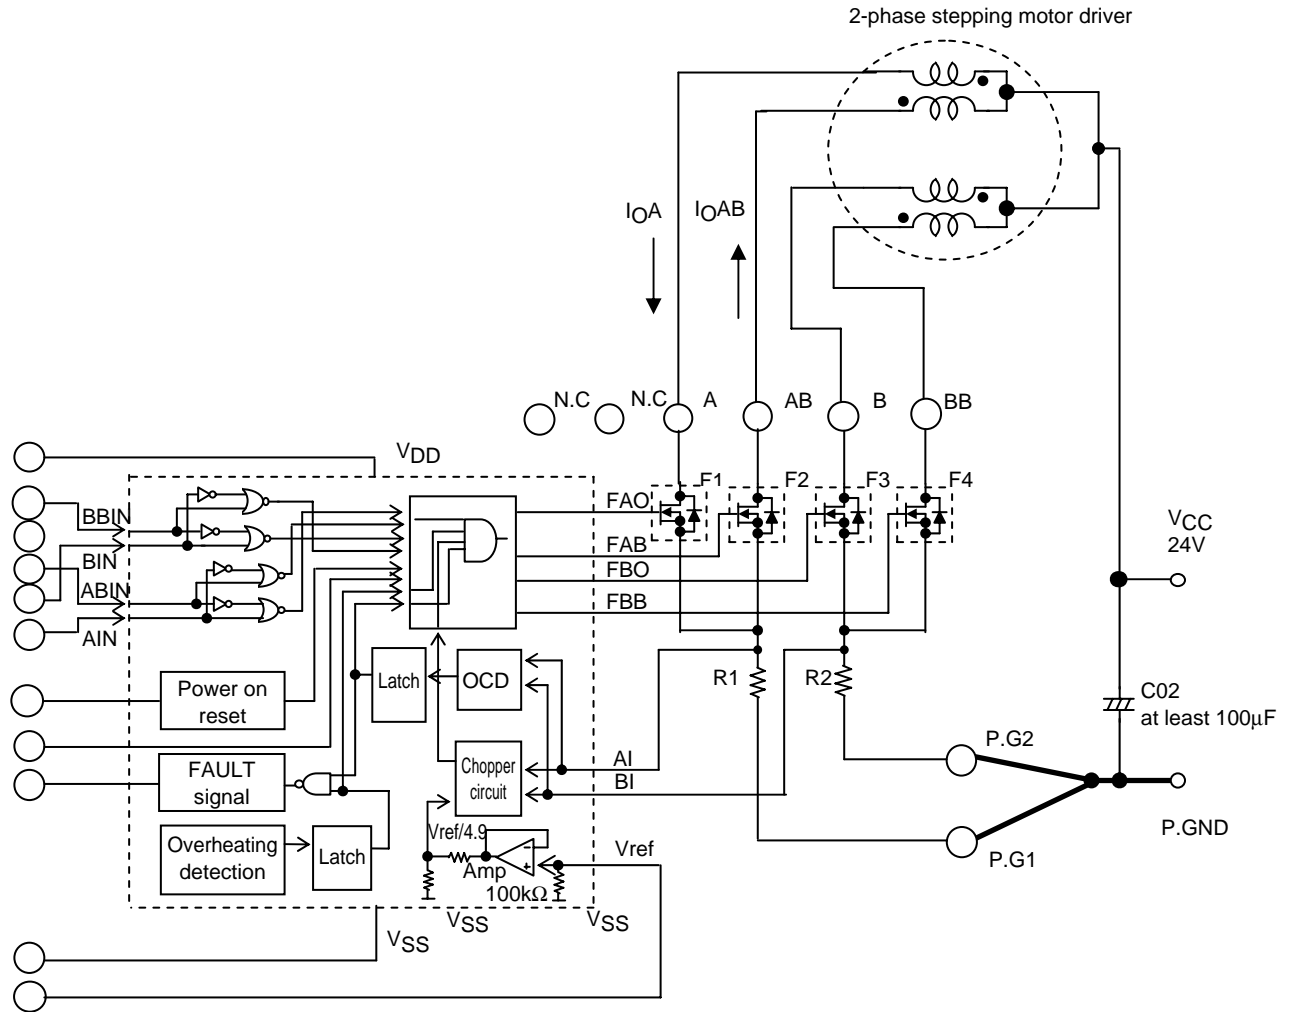 2-phase stepping motor driver
IOA
IOAB
N.C
N.C
A
AB
B
BB
VDD
F1
F2
F3
F4
BBIN
BIN
ABIN
AIN
FAO
FAB
FBO
FBB
VCC
24V
Power on
reset
Latch
OCD
R1
R2
C02
at least 100µF
FAULT
signal
Chopper
circuit
AI
BI
P.G2
P.GND
P.G1
Overheating
detection
Latch
Vref/4.9
Amp
Vref
100kΩ
VSS
VSS
VSS